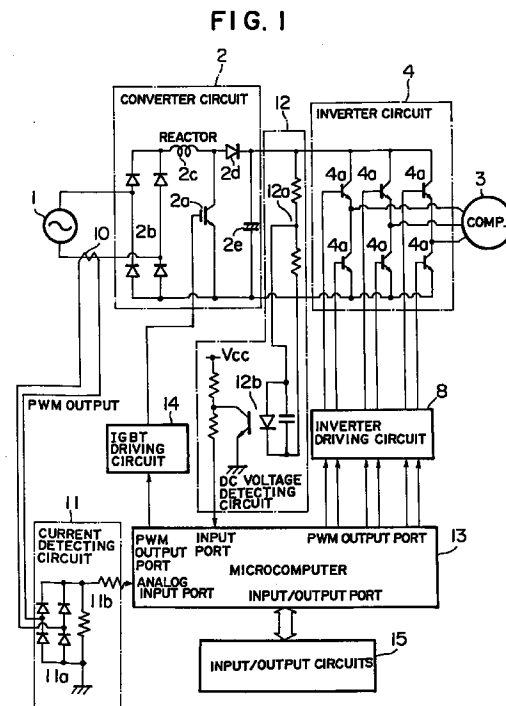 FIG. 1
2
4
CONVERTER CIRCUIT
12
INVERTER CIRCUIT
REACTOR
2c
2d
12a
4a
4a
4a
3
1
2a
COMP.
10
2b
2e
4a
4a
4a
Vcc
12b
8
PWM OUTPUT
14
IGBT
DRIVING
CIRCUIT
INVERTER
DRIVING CIRCUIT
DC VOLTAGE
DETECTING
CIRCUIT
11
13
CURRENT
DETECTING
CIRCUIT
PWM
OUTPUT
PORT
INPUT
PORT
PWM OUTPUT PORT
MICROCOMPUTER
ANALOG
INPUT PORT
INPUT/OUTPUT PORT
11b
11a
15
INPUT/OUTPUT CIRCUITS